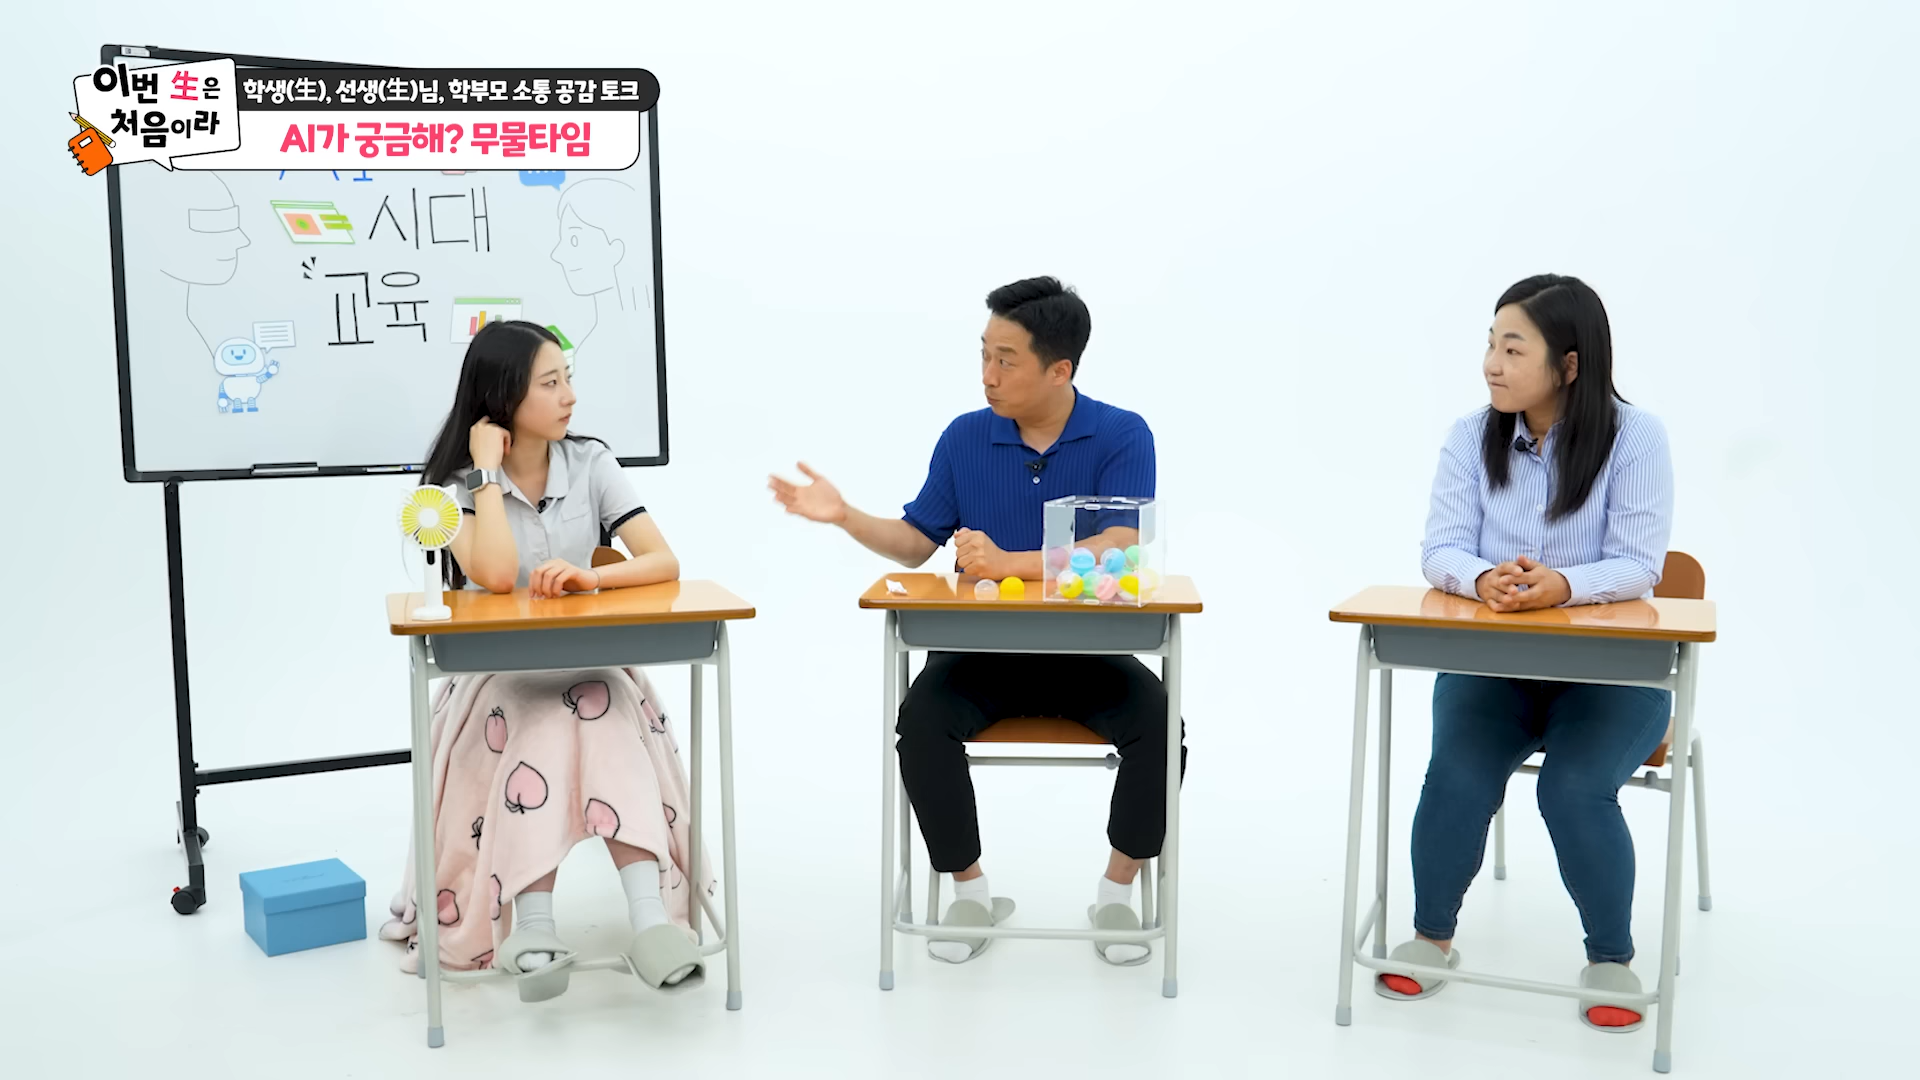 이번 生은
처음이라
학생(生), 선생(生)님, 학부모 소통 공감 토크
AI가 궁금해? 무물타임
시대
교육